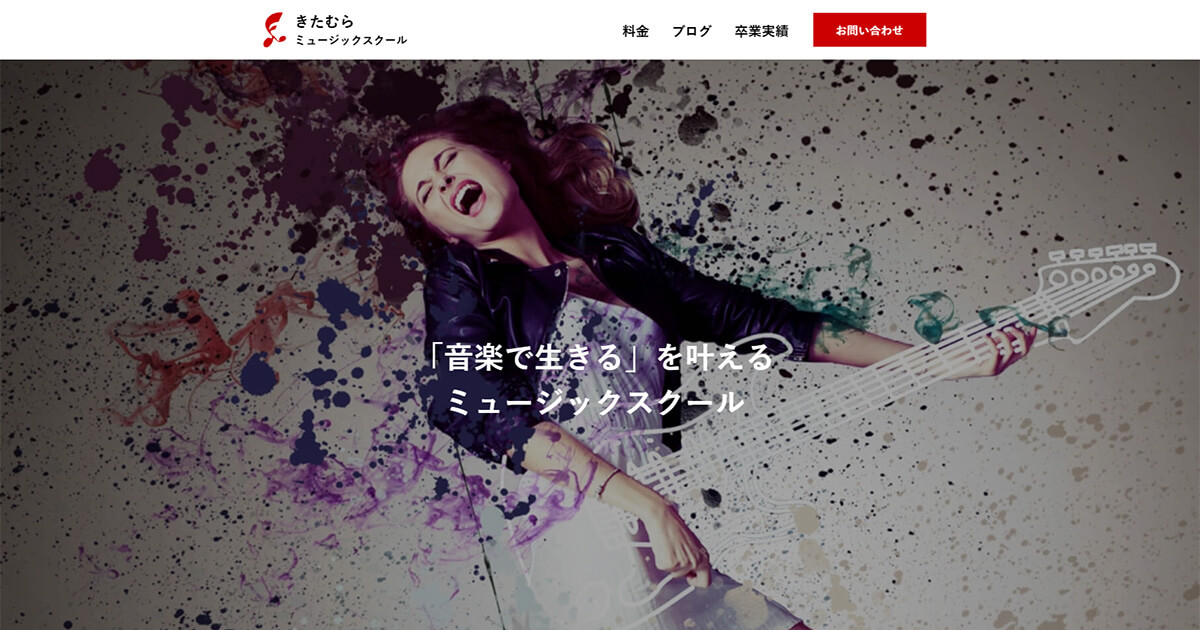 きたむら
ミュージックスクール
料金
ブログ
卒業実績
お問い合わせ
「音楽で生きる」を叶える
ミュージックスクール